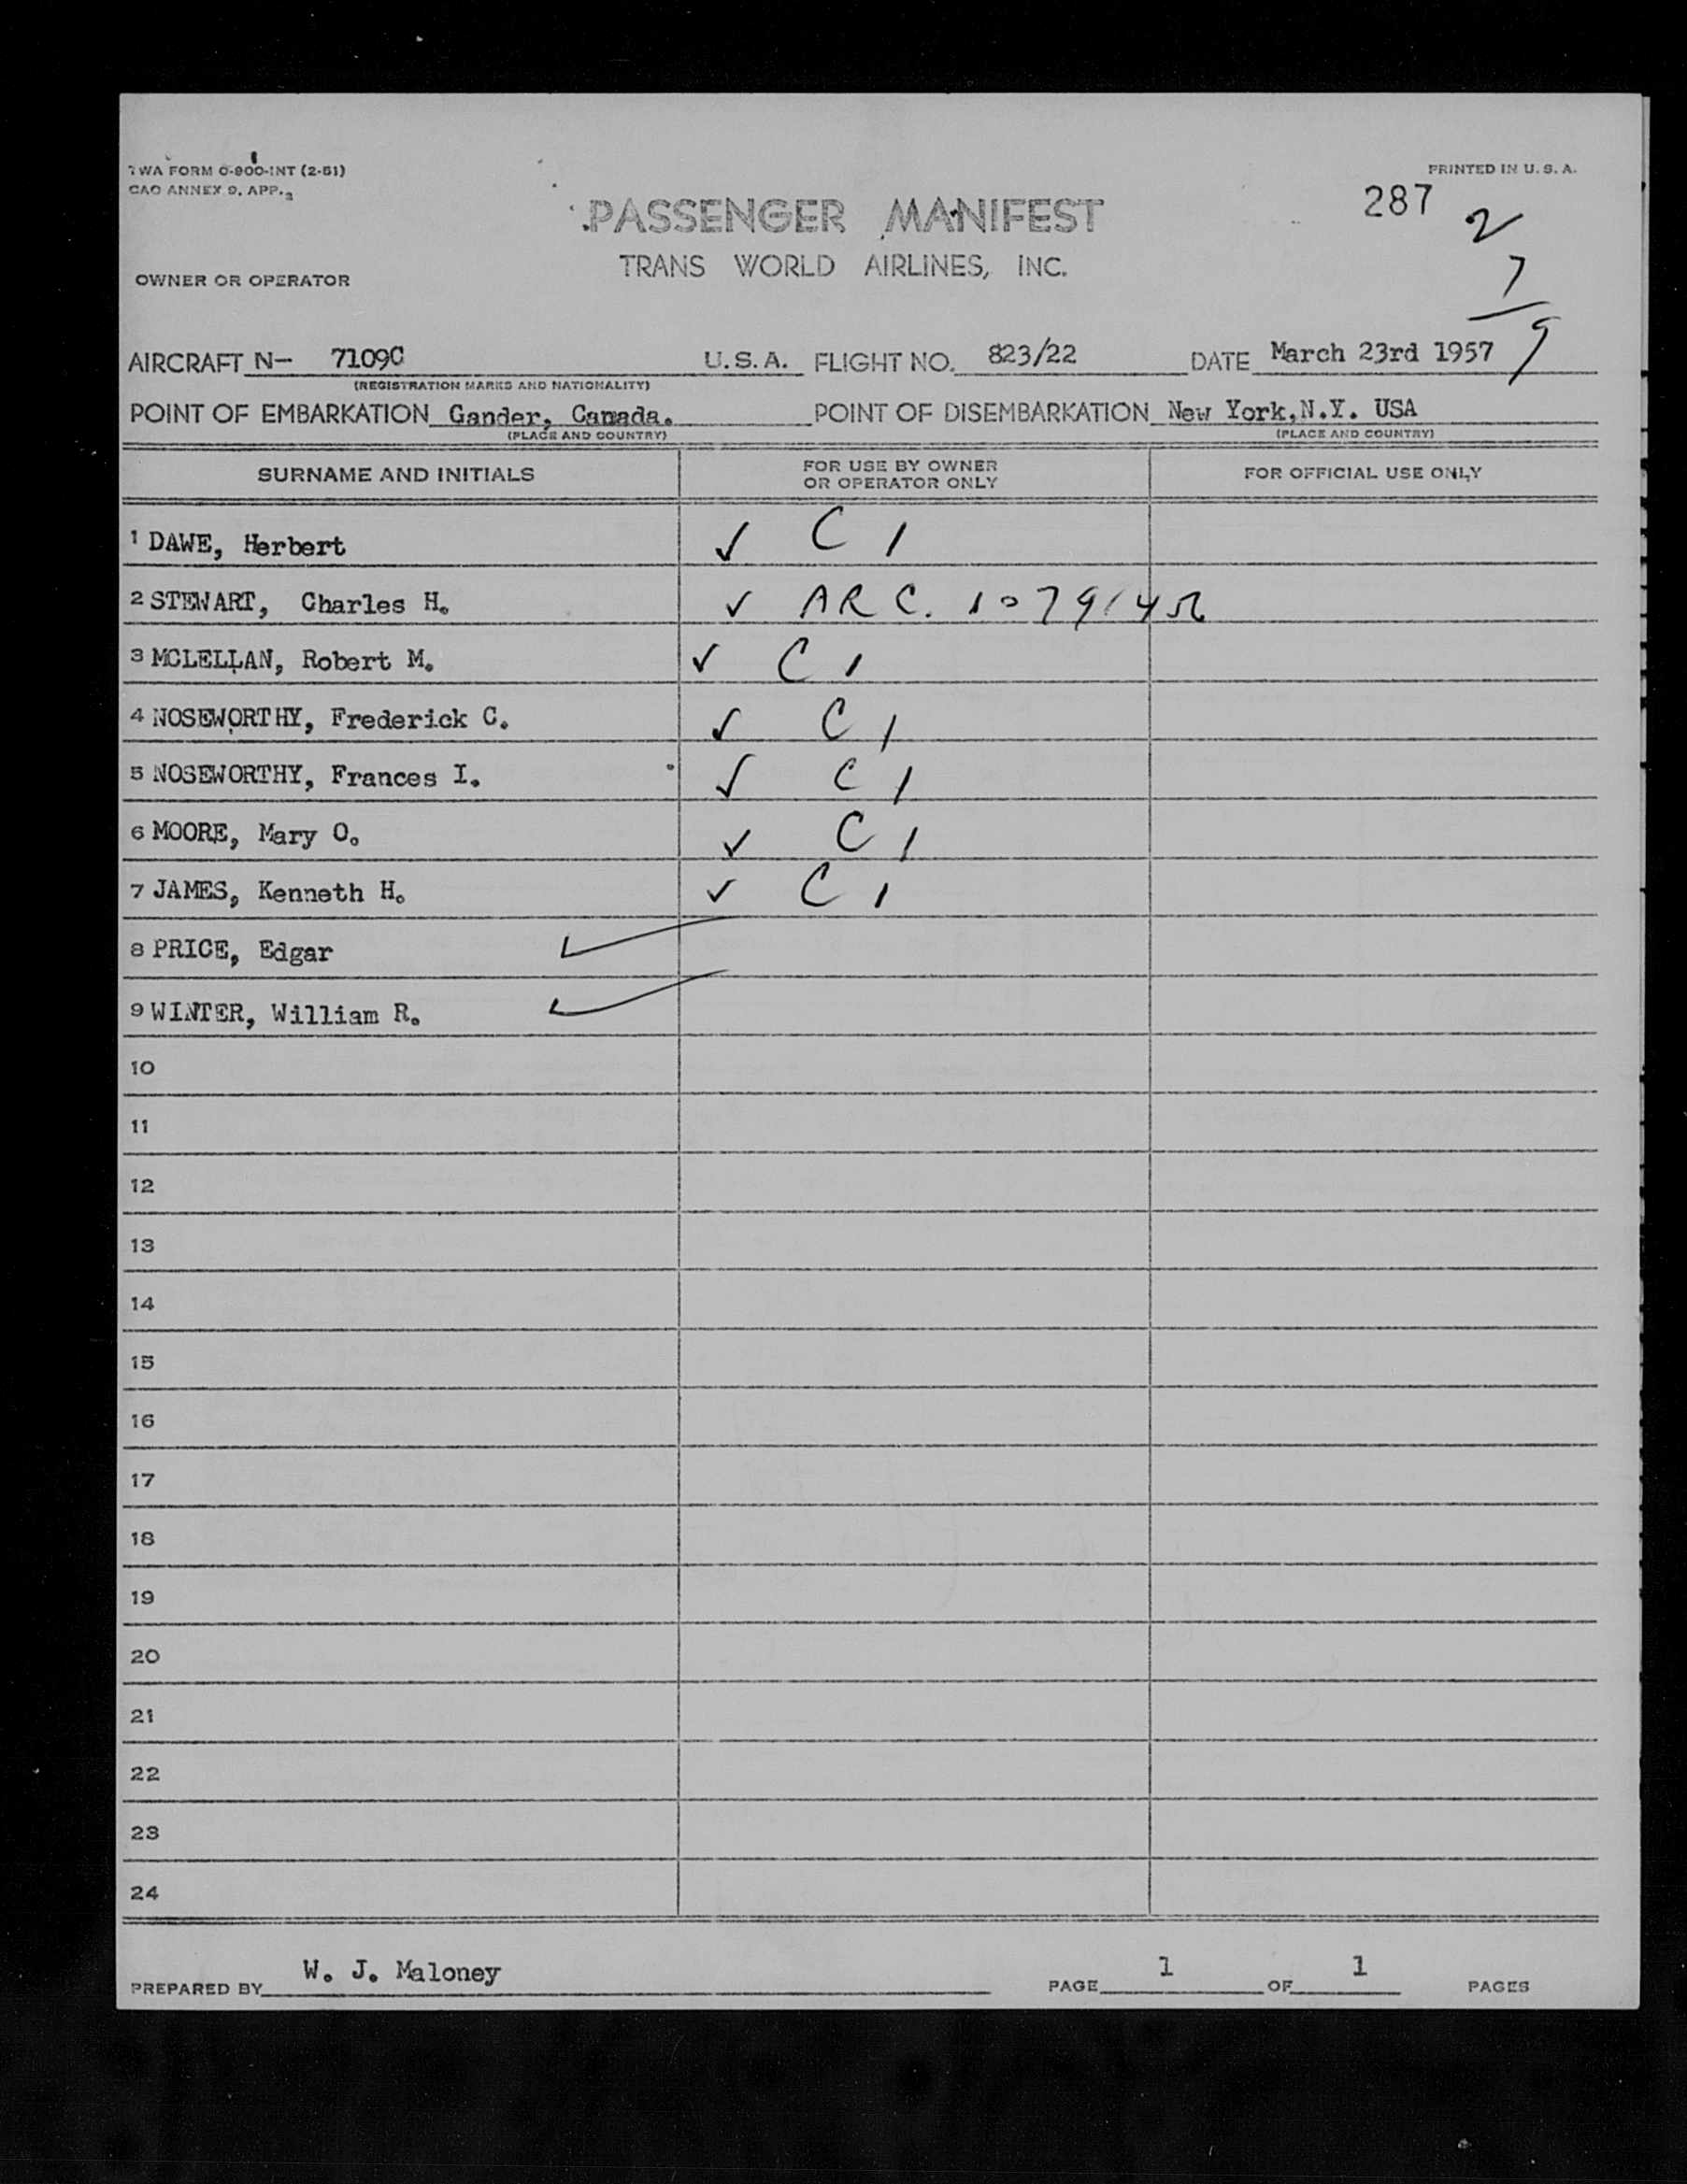 TWA FORM O-900-INT (2-51)
PRINTED IN U. S. A.
CAO ANNEX 9, APP.
287
2
PASSENGER MANIFEST
TRANS WORLD AIRLINES, INC.
7
OWNER OR OPERATOR
9
AIRCRAFT N- 7109C U.S.A. FLIGHT NO. 823/22 DATE March 23rd 1957
(REGISTRATION MARKS AND NATIONALITY)
POINT OF EMBARKATION Gander, Canada. POINT OF DISEMBARKATION New York,N.Y. USA
(PLACE AND COUNTRY) (PLACE AND COUNTRY)
SURNAME AND INITIALS FOR USE BY OWNER OR OPERATOR ONLY FOR OFFICIAL USE ONLY
1 DAWE, Herbert ✓ C 1
2 STEWART, Charles H. ✓ ARC.
3 MCLELLAN, Robert M. ✓ C 1
4 NOSEWORTHY, Frederick C. ✓ C 1
5 NOSEWORTHY, Frances I. ✓ C 1
6 MOORE, Mary O. ✓ C 1
7 JAMES, Kenneth H. ✓ C 1
8 PRICE, Edgar ✓
9 WINTER, William R. ✓
10
11
12
13
14
15
16
17
18
19
20
21
22
23
24
PREPARED BY W. J. Maloney PAGE 1 OF 1 PAGES